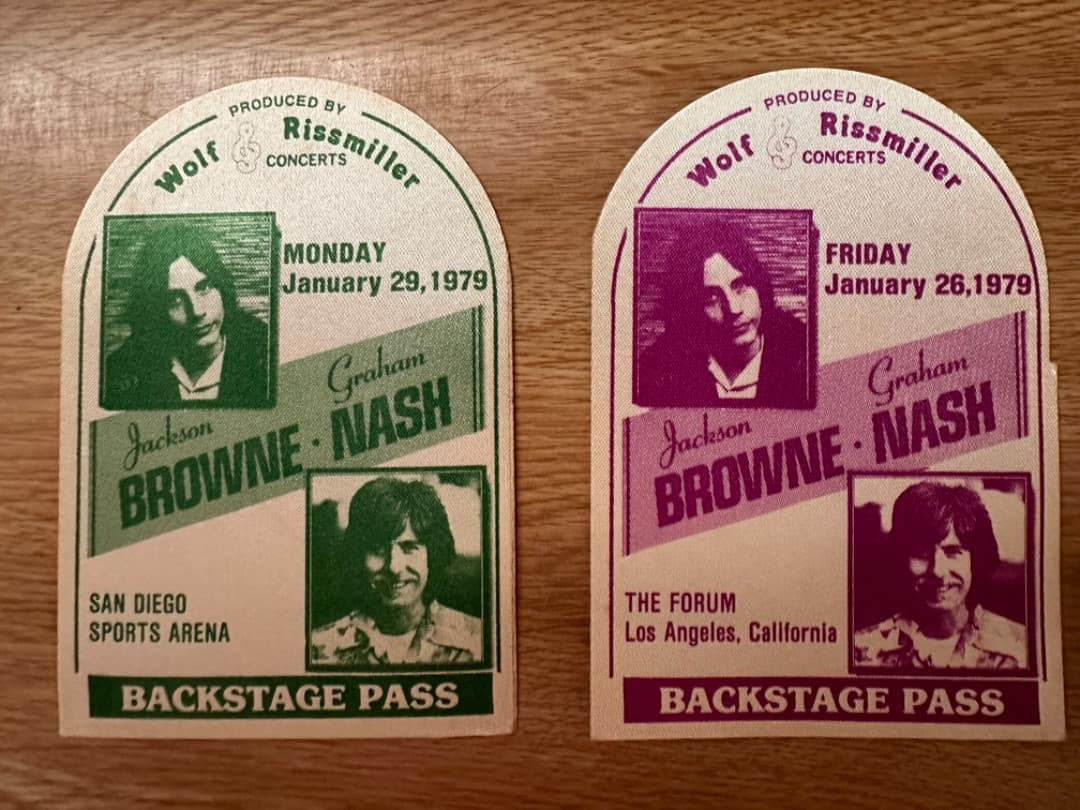 PRODUCED BY
Wolf & Rissmiller
CONCERTS
MONDAY
January 29,1979
Jackson BROWNE · Graham NASH
SAN DIEGO
SPORTS ARENA
BACKSTAGE PASS
PRODUCED BY
Wolf & Rissmiller
CONCERTS
FRIDAY
January 26,1979
Jackson BROWNE · Graham NASH
THE FORUM
Los Angeles, California
BACKSTAGE PASS